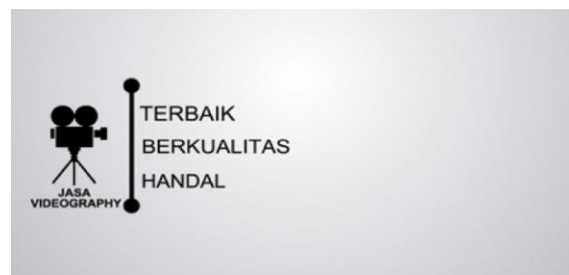 JASA
VIDEOGRAPHY
TERBAIK
BERKUALITAS
HANDAL